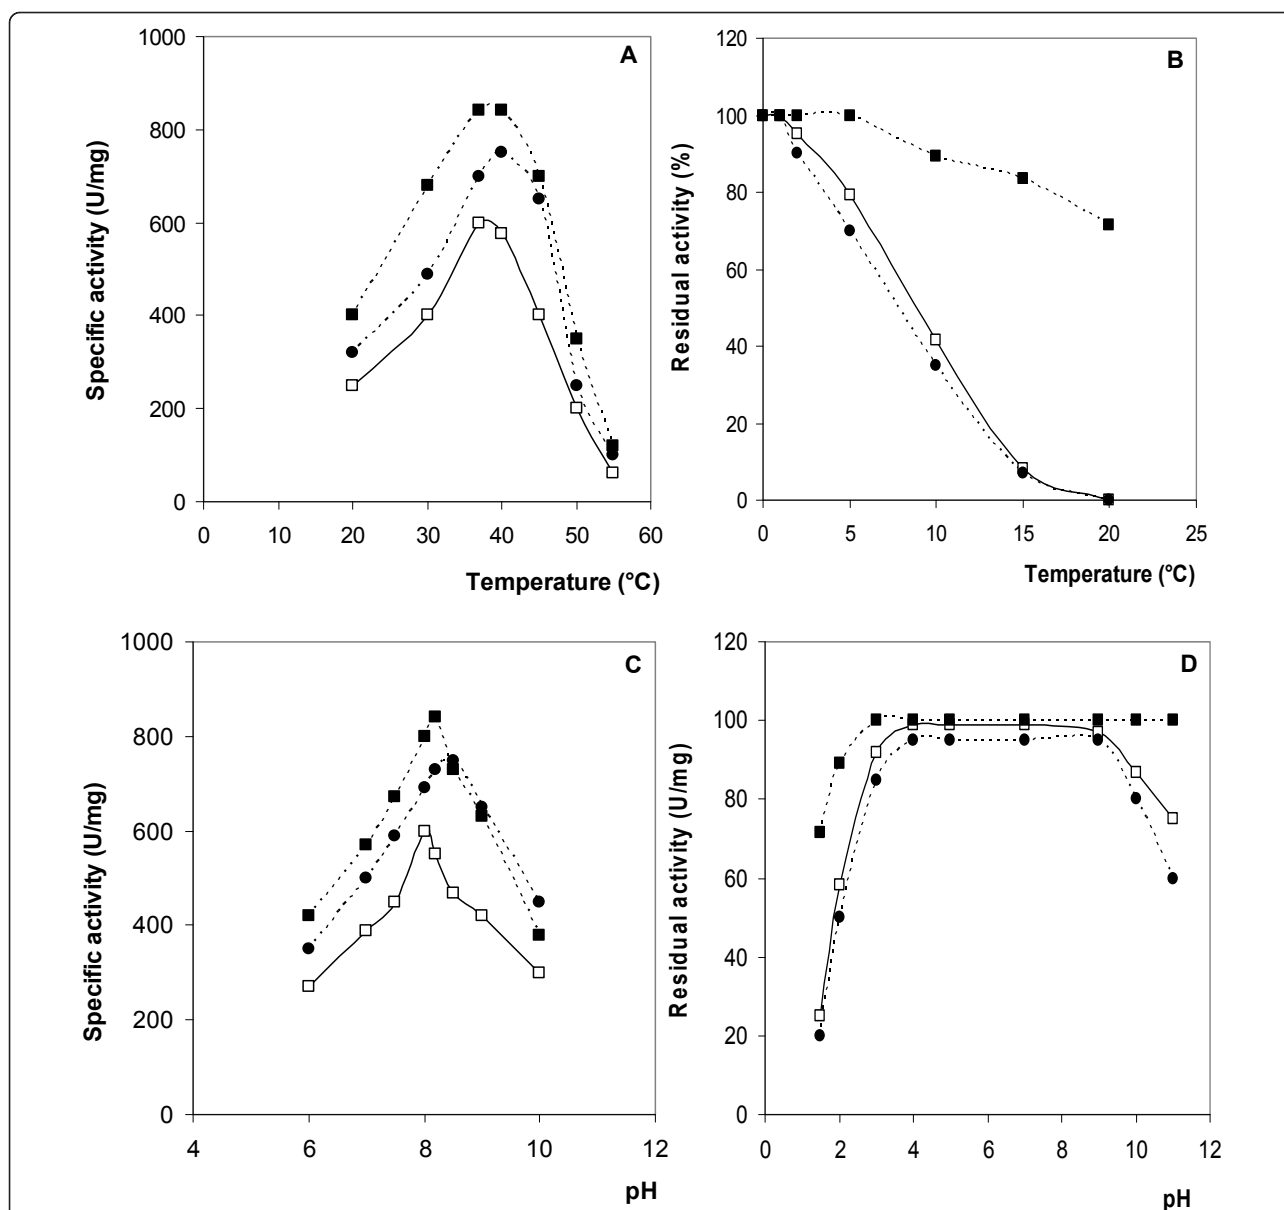 A
Specific activity (U/mg)
1000
800
600
400
200
0
0 10 20 30 40 50 60
Temperature (°C)
B
Residual activity (%)
120
100
80
60
40
20
0
0 5 10 15 20 25
Temperature (°C)
C
Specific activity (U/mg)
1000
800
600
400
200
0
4 6 8 10 12
pH
D
Residual activity (U/mg)
120
100
80
60
40
20
0
0 2 4 6 8 10 12
pH